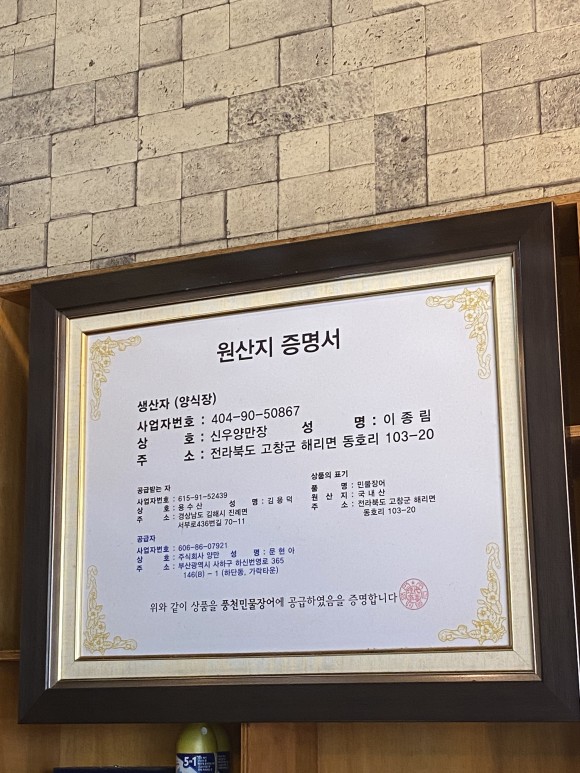 원산지 증명서
생산자 (양식장)
사업자번호 : 404-90-50867
상 호 : 신우양만장 성 명 : 이 종 림
주 소 : 전라북도 고창군 해리면 동호리 103-20
공급받는 자
사업자번호 : 615-91-52439
상 호 : 용 수 산 성 명 : 김 용 덕
주 소 : 경상남도 김해시 진례면
서부로436번길 70-11
상품의 표기
품 명 : 민물장어
원 산 지 : 국 내 산
주 소 : 전라북도 고창군 해리면
동호리 103-20
공급자
사업자번호 : 606-86-07921
상 호 : 주식회사 양만 성 명 : 문 현 아
주 소 : 부산광역시 사하구 하신번영로 365
146(B) - 1 (하단동, 가락타운)
위와 같이 상품을 풍천민물장어에 공급하였음을 증명합니다
5-1